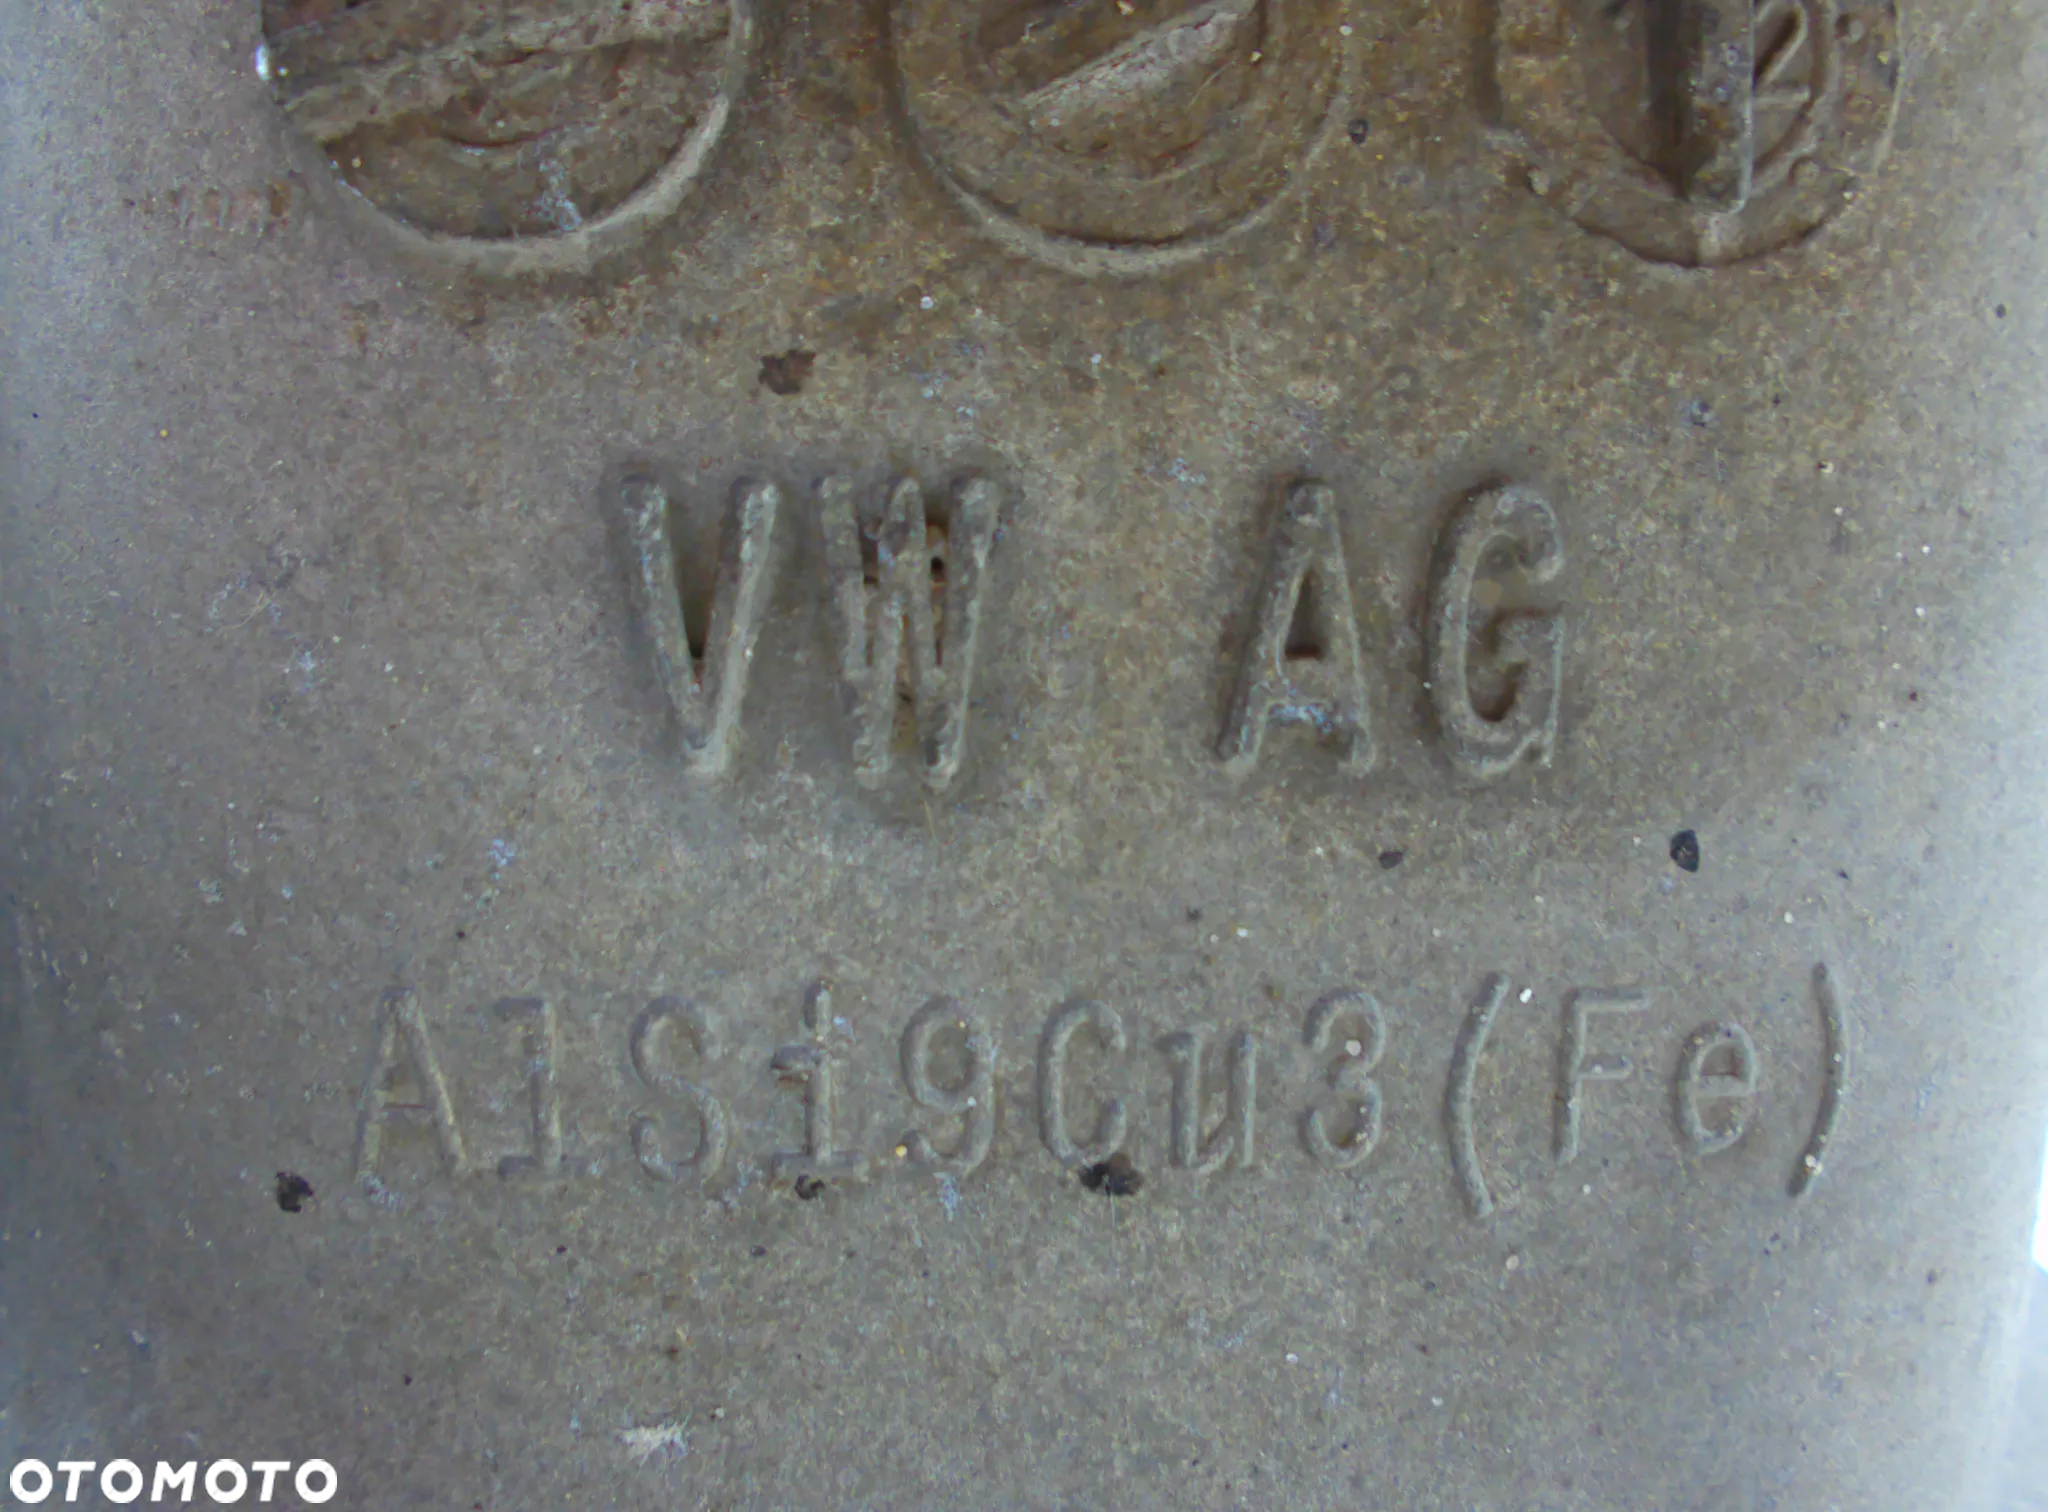 VW AG
AlSi9Cu3(Fe)
OTOMOTO